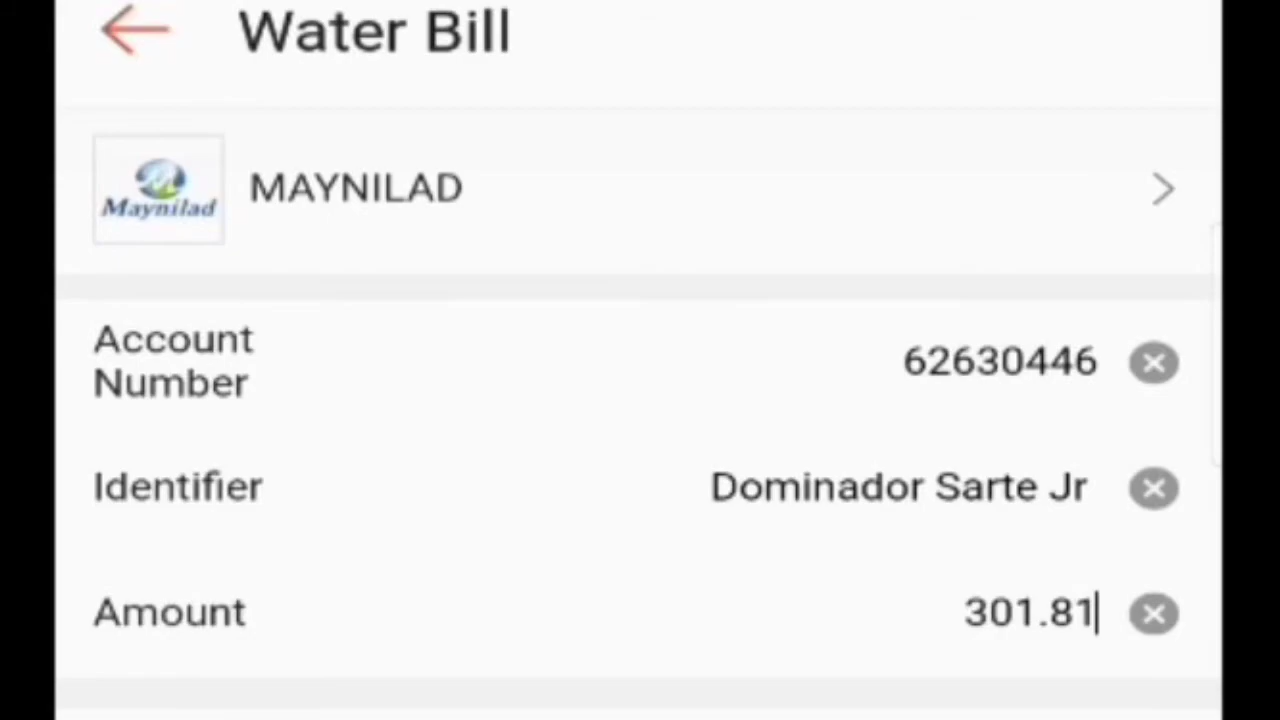 Water Bill
Maynilad
MAYNILAD
Account
Number
62630446
Identifier
Dominador Sarte Jr
Amount
301.81